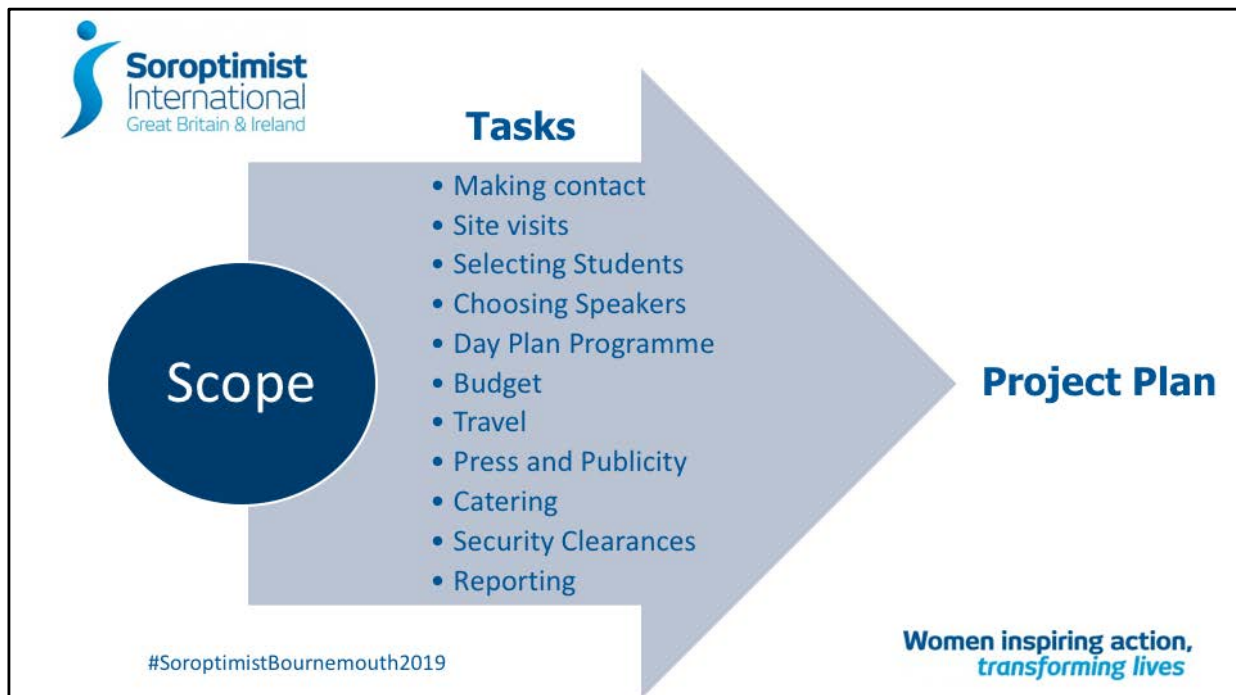 Soroptimist
International
Great Britain & Ireland
Tasks
• Making contact
• Site visits
• Selecting Students
• Choosing Speakers
• Day Plan Programme
• Budget
• Travel
• Press and Publicity
• Catering
• Security Clearances
• Reporting
Scope
Project Plan
#SoroptimistBournemouth2019
Women inspiring action,
transforming lives